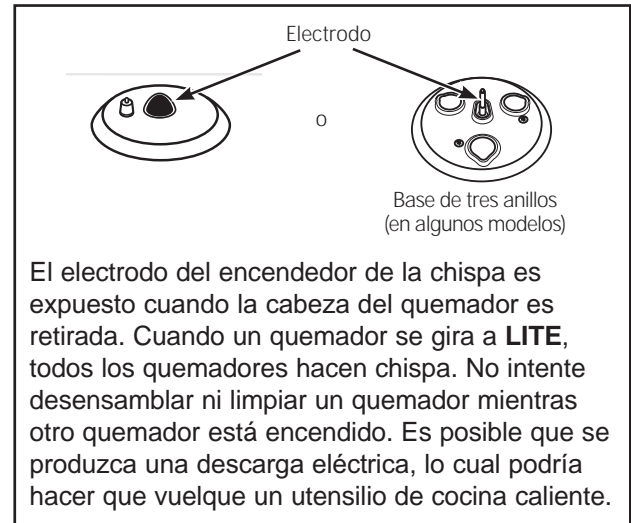 Electrodo
o
Base de tres anillos
(en algunos modelos)
El electrodo del encendedor de la chispa es
expuesto cuando la cabeza del quemador es
retirada. Cuando un quemador se gira a LITE,
todos los quemadores hacen chispa. No intente
desensamblar ni limpiar un quemador mientras
otro quemador está encendido. Es posible que se
produzca una descarga eléctrica, lo cual podría
hacer que vuelque un utensilio de cocina caliente.